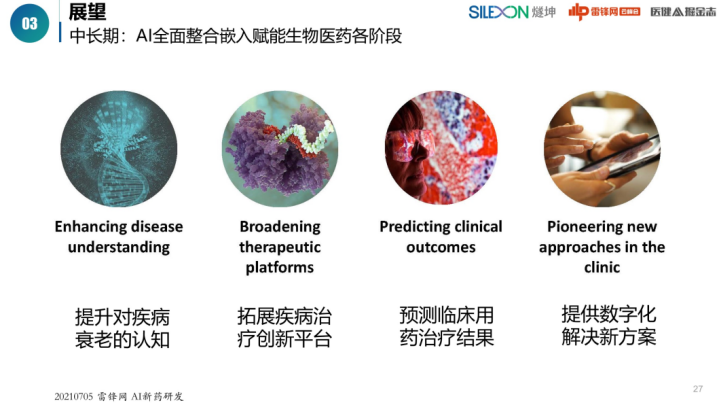 03
展望
中长期：AI全面整合嵌入赋能生物医药各阶段
SILEXON 燧坤
雷锋网
医健AI掘金志
Enhancing disease
understanding
Broadening
therapeutic
platforms
Predicting clinical
outcomes
Pioneering new
approaches in the
clinic
提升对疾病
衰老的认知
拓展疾病治
疗创新平台
预测临床用
药治疗结果
提供数字化
解决新方案
20210705 雷锋网 AI新药研发
27